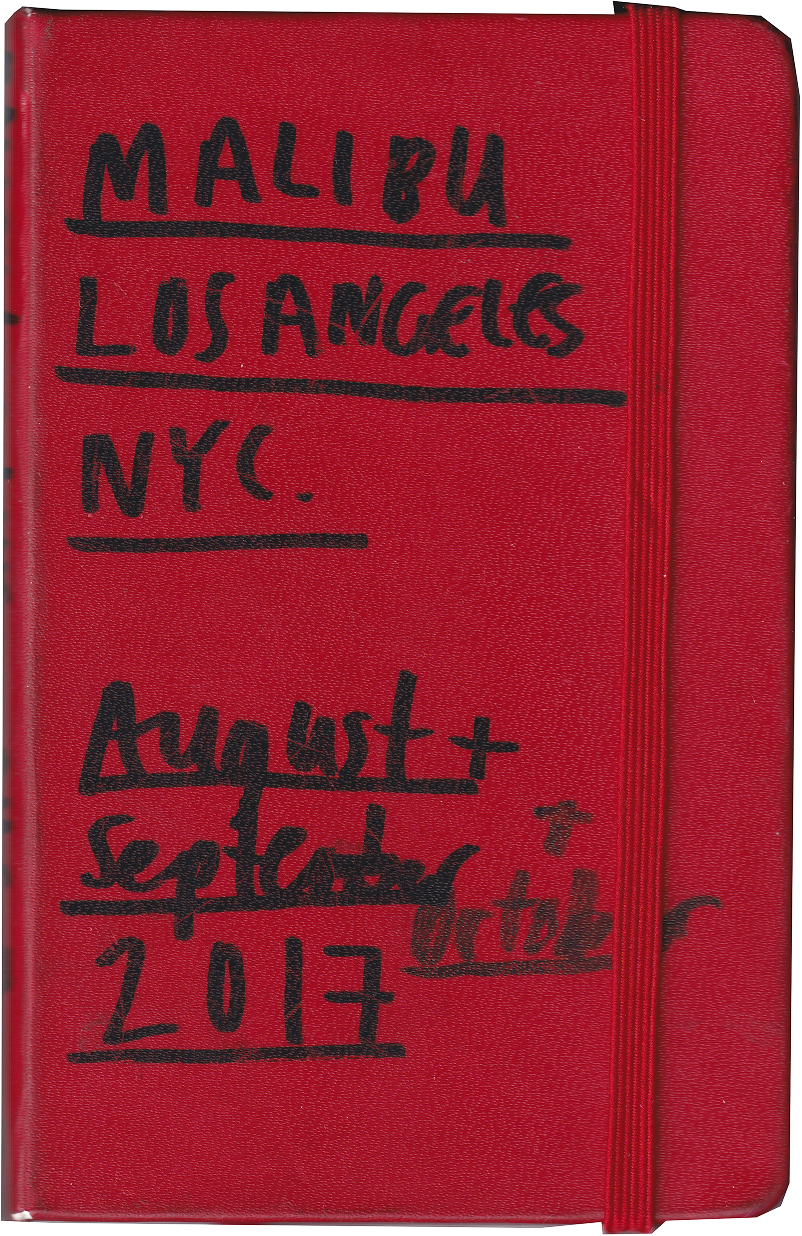 MALIBU
LOS ANGELES
NYC.
August +
September
+
October
2017